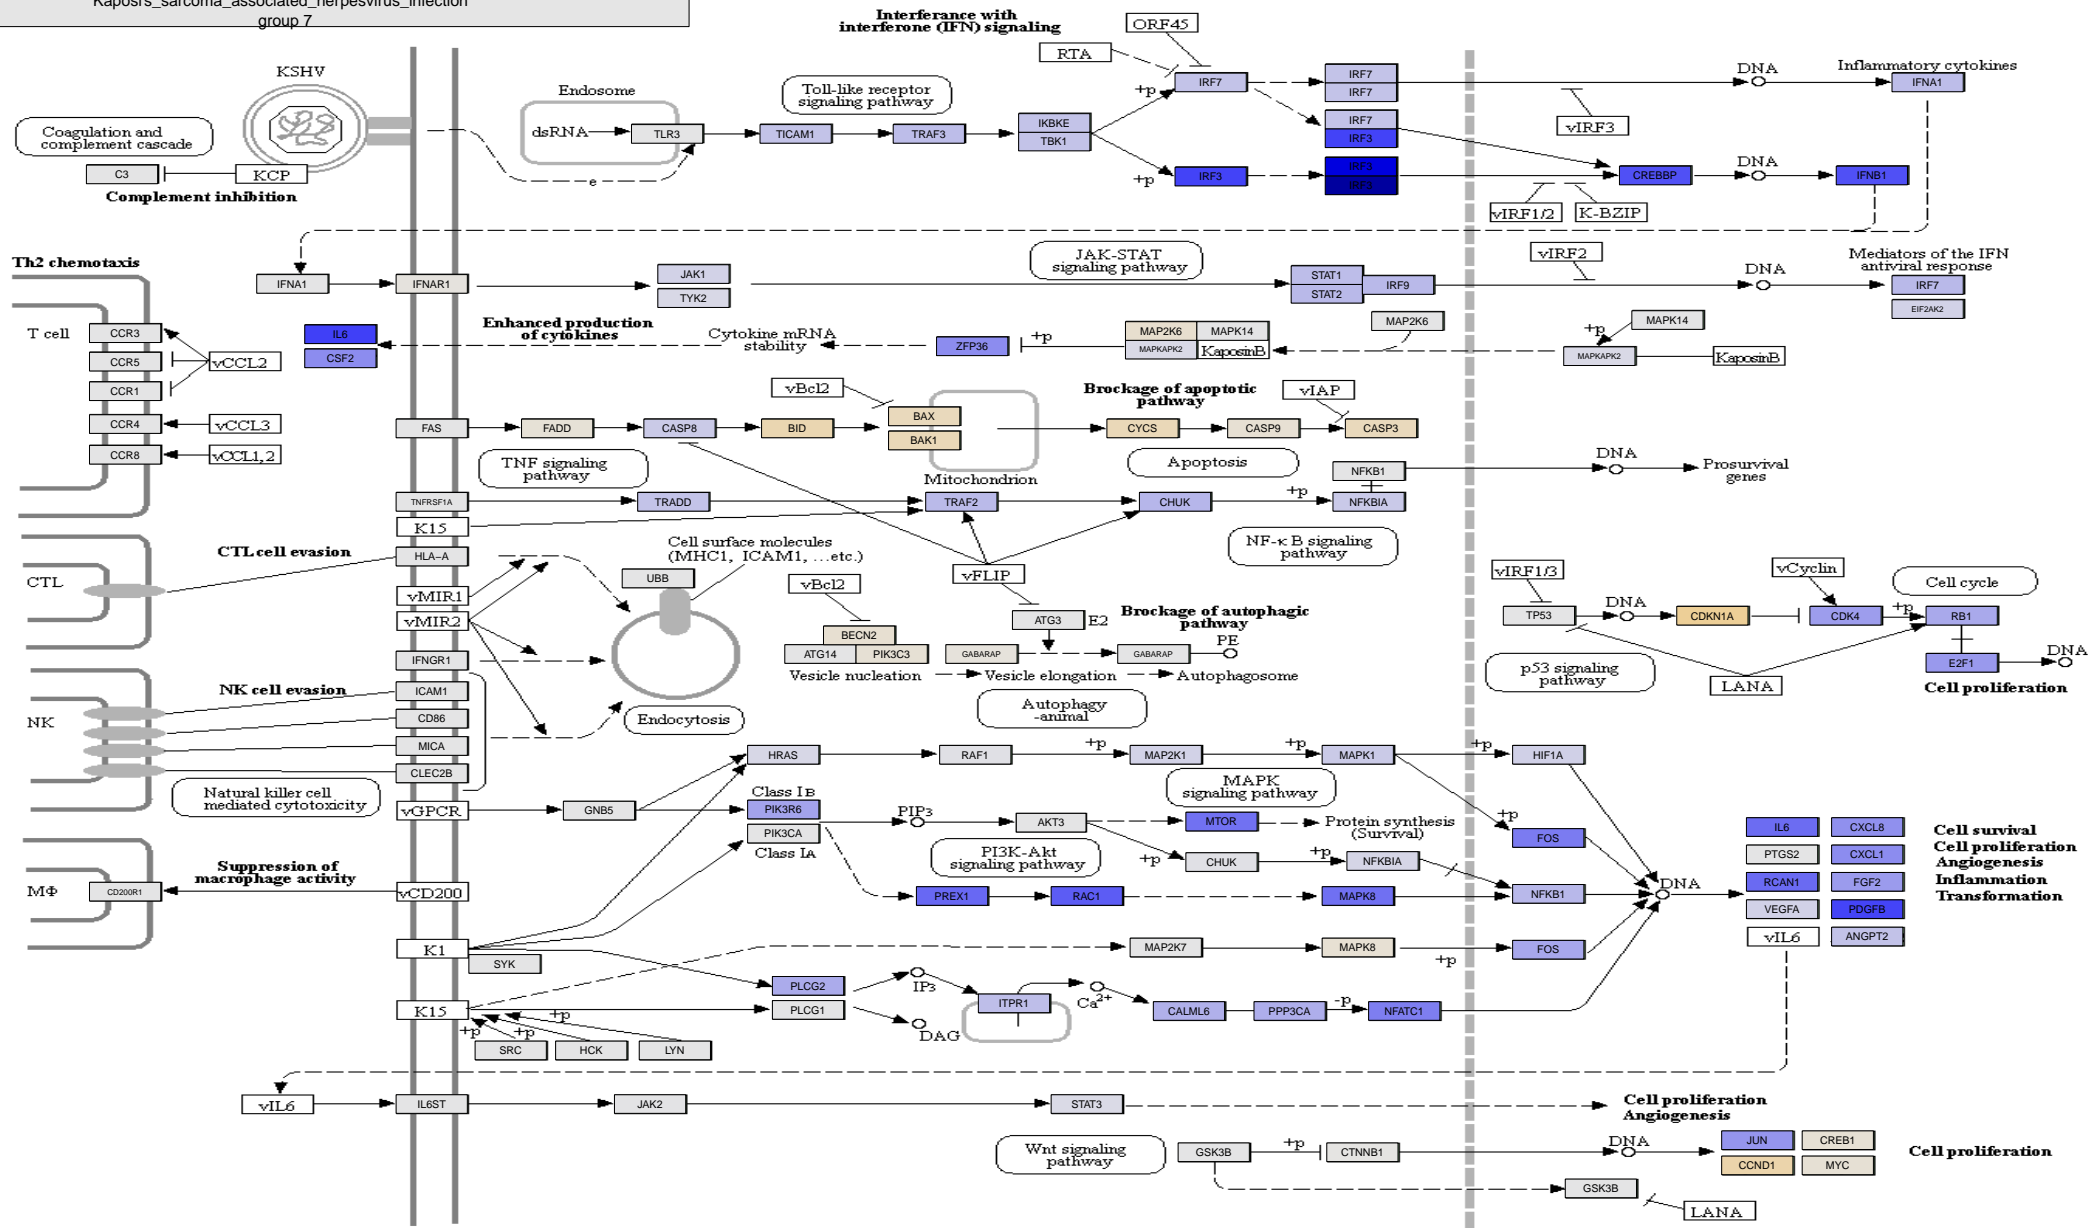 Kaposi's_sarcoma_associated_herpesvirus_infection
group 7
Interferance with
interferone (IFN) signaling
ORF45
RTA
KSHV
Endosome
Toll-like receptor
signaling pathway
+p
IRF7
IRF7
IRF7
DNA
Inflammatory cytokines
IFNA1
Coagulation and
complement cascade
dsRNA
TLR3
TICAM1
TRAF3
IKBKE
TBK1
IRF7
IRF3
vIRF3
C3
KCP
Complement inhibition
e
+p
IRF3
IRF3
IRF3
CREBBP
DNA
IFNB1
vIRF1/2
K-BZIP
Th2 chemotaxis
JAK-STAT
signaling pathway
vIRF2
Mediators of the IFN
antiviral response
IFNA1
IFNAR1
JAK1
TYK2
STAT1
STAT2
IRF9
DNA
IRF7
EIF2AK2
T cell
CCR3
CCR5
CCR1
CCR4
CCR8
vCCL2
vCCL3
vCCL1,2
IL6
CSF2
Enhanced production
of cytokines
Cytokine mRNA
stability
ZFP36
+p
MAP2K6
MAPK14
MAPKAPK2
KaposinB
MAP2K6
+p
MAPK14
MAPKAPK2
KaposinB
vBcl2
Brockage of apoptotic
pathway
vIAP
FAS
FADD
CASP8
BID
BAX
BAK1
CYCS
CASP9
CASP3
TNF signaling
pathway
Mitochondrion
Apoptosis
NFKB1
DNA
Prosurvival
genes
TNFRSF1A
TRADD
TRAF2
CHUK
+p
NFKBIA
K15
NF-κ B signaling
pathway
CTL cell evasion
HLA-A
Cell surface molecules
(MHC1, ICAM1, ...etc.)
CTL
UBB
vMIR1
vMIR2
vBcl2
vFLIP
vIRF1/3
vCyclin
Cell cycle
BECN2
ATG14
PIK3C3
ATG3
E2
Brockage of autophagic
pathway
PE
TP53
DNA
CDKN1A
CDK4
+p
RB1
IFNGR1
GABARAP
GABARAP
Vesicle nucleation
Vesicle elongation
Autophagosome
p53 signaling
pathway
E2F1
DNA
LANA
Cell proliferation
NK cell evasion
NK
ICAM1
CD86
MICA
CLEC2B
Endocytosis
Autophagy
-animal
Natural killer cell
mediated cytotoxicity
HRAS
RAF1
+p
MAP2K1
+p
MAPK1
+p
HIF1A
MAPK
signaling pathway
vGPCR
GNB5
Class IB
PIK3R6
PIK3CA
Class IA
PIP3
AKT3
MTOR
Protein synthesis
(Survival)
+p
FOS
PI3K-Akt
signaling pathway
+p
CHUK
+p
NFKBIA
IL6
CXCL8
PTGS2
CXCL1
RCAN1
FGF2
VEGFA
PDGFB
vIL6
ANGPT2
Cell survival
Cell proliferation
Angiogenesis
Inflammation
Transformation
Suppression of
macrophage activity
MΦ
CD200R1
vCD200
PREX1
RAC1
MAPK8
NFKB1
DNA
K1
SYK
MAP2K7
MAPK8
+p
FOS
PLCG2
IP3
Ca2+
K15
PLCG1
DAG
ITPR1
CALML6
PPP3CA
-p
NFATC1
+p
+p
+p
SRC
HCK
LYN
vIL6
IL6ST
JAK2
STAT3
Cell proliferation
Angiogenesis
Wnt signaling
pathway
GSK3B
+p
CTNNB1
DNA
JUN
CREB1
CCND1
MYC
Cell proliferation
GSK3B
LANA